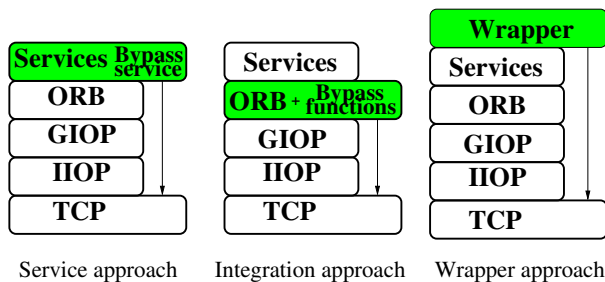 Services Bypass
service
ORB
GIOP
IIOP
TCP
Service approach
Services
ORB + Bypass
functions
GIOP
IIOP
TCP
Integration approach
Wrapper
Services
ORB
GIOP
IIOP
TCP
Wrapper approach